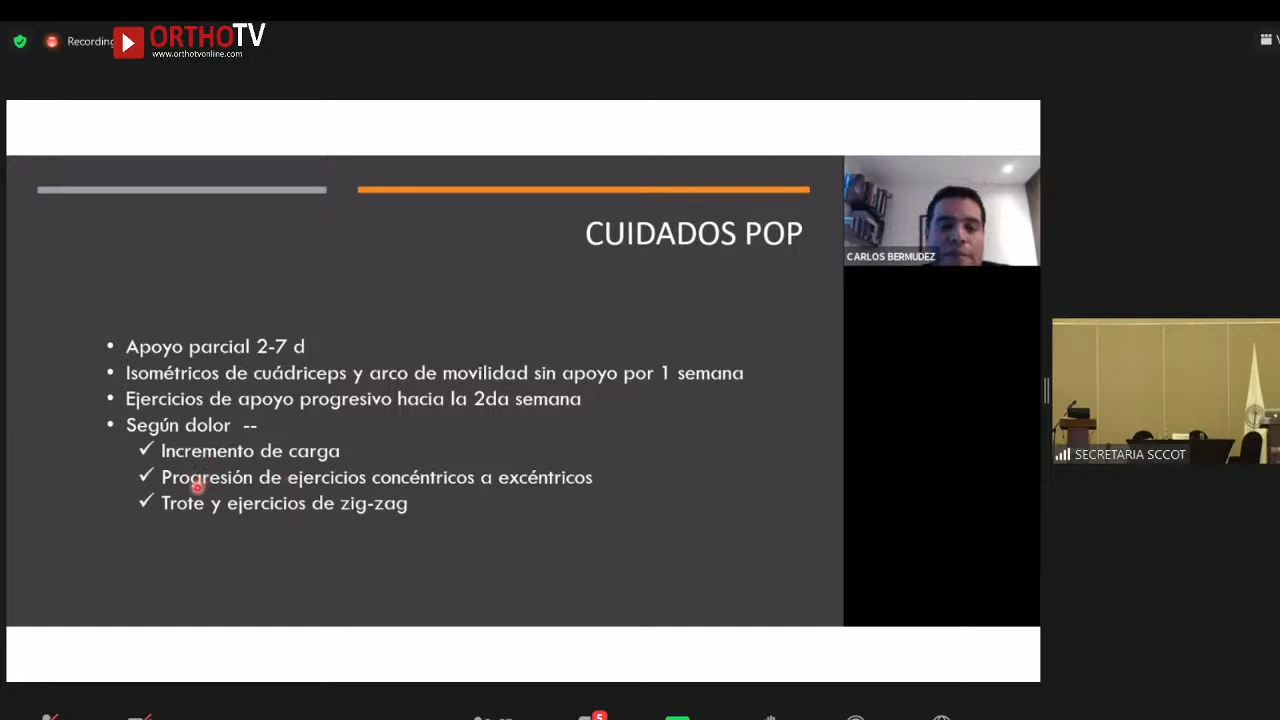 Recording
ORTHOTV
www.orthotvonline.com
CUIDADOS POP
CARLOS BERMUDEZ
• Apoyo parcial 2-7 d
• Isométricos de cuádriceps y arco de movilidad sin apoyo por 1 semana
• Ejercicios de apoyo progresivo hacia la 2da semana
• Según dolor --
✓ Incremento de carga
✓ Progresión de ejercicios concéntricos a excéntricos
✓ Trote y ejercicios de zig-zag
SECRETARIA SCCOT
5